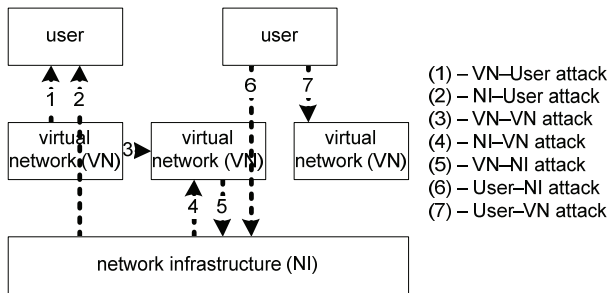 user
user
1
2
6
7
virtual
network (VN)
3
virtual
network (VN)
virtual
network (VN)
4
5
network infrastructure (NI)
(1) – VN–User attack
(2) – NI–User attack
(3) – VN–VN attack
(4) – NI–VN attack
(5) – VN–NI attack
(6) – User–NI attack
(7) – User–VN attack